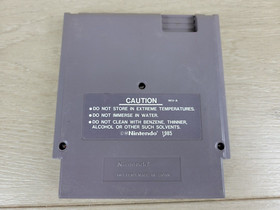 CAUTION
● DO NOT STORE IN EXTREME TEMPERATURES.
● DO NOT IMMERSE IN WATER.
● DO NOT CLEAN WITH BENZENE, THINNER,
ALCOHOL OR OTHER SUCH SOLVENTS.
©Nintendo 1985
Nintendo